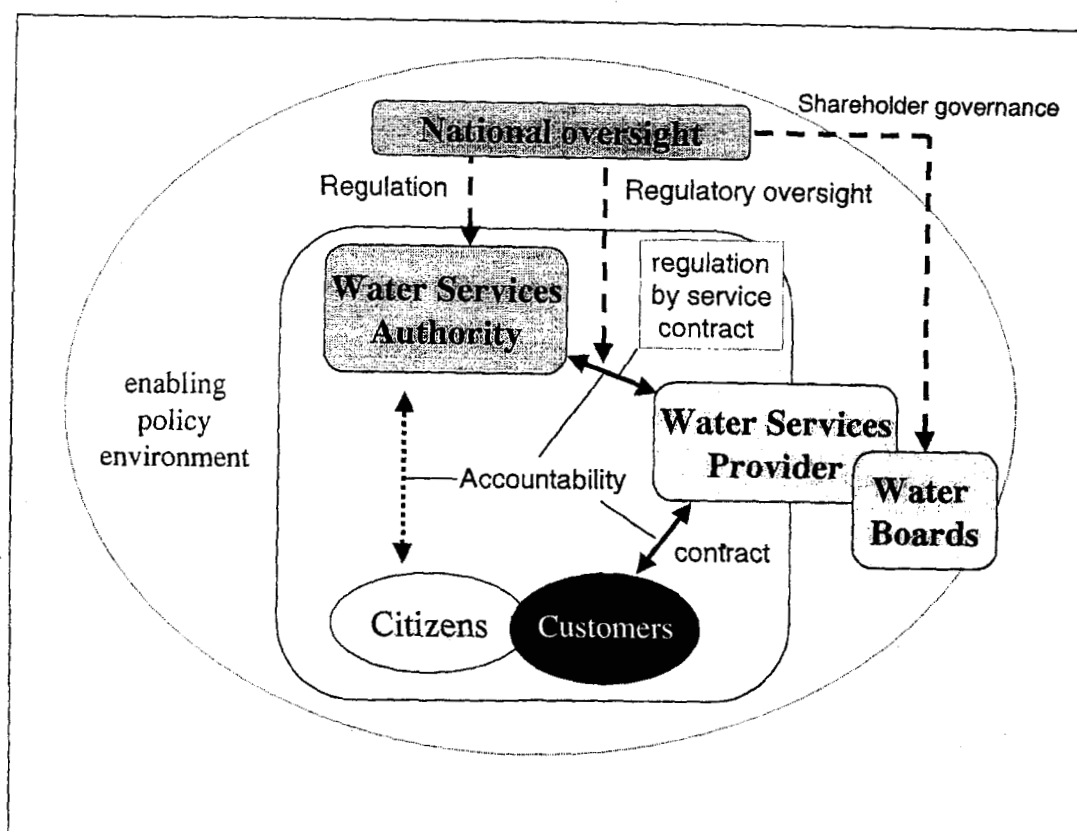 Shareholder governance
National oversight
Regulation
Regulatory oversight
regulation
by service
contract
Water Services
Authority
enabling
policy
environment
Water Services
Provider
Accountability
Water
Boards
contract
Citizens
Customers